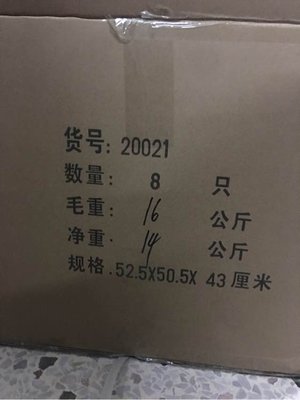 货号: 20021
数量: 8 只
毛重: 16 公斤
净重: 14 公斤
规格.52.5X50.5X 43厘米